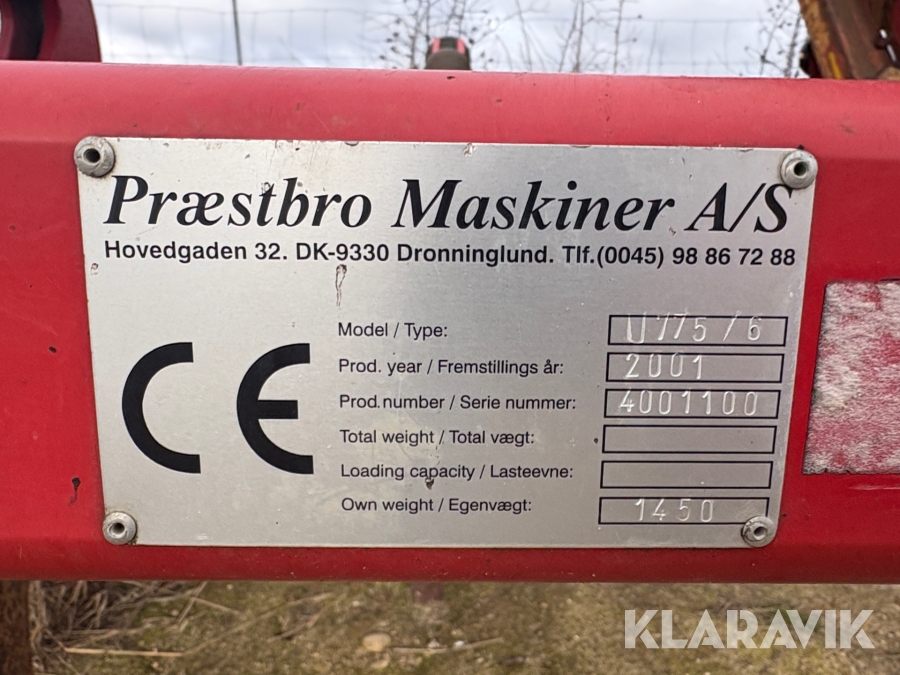 Præstbro Maskiner A/S
Hovedgaden 32. DK-9330 Dronninglund. Tlf.(0045) 98 86 72 88
CE
Model / Type: U775/6
Prod. year / Fremstillings år: 2001
Prod.number / Serie nummer: 4001100
Total weight / Total vægt:
Loading capacity / Lasteevne:
Own weight / Egenvægt: 1450
KLARAVIK